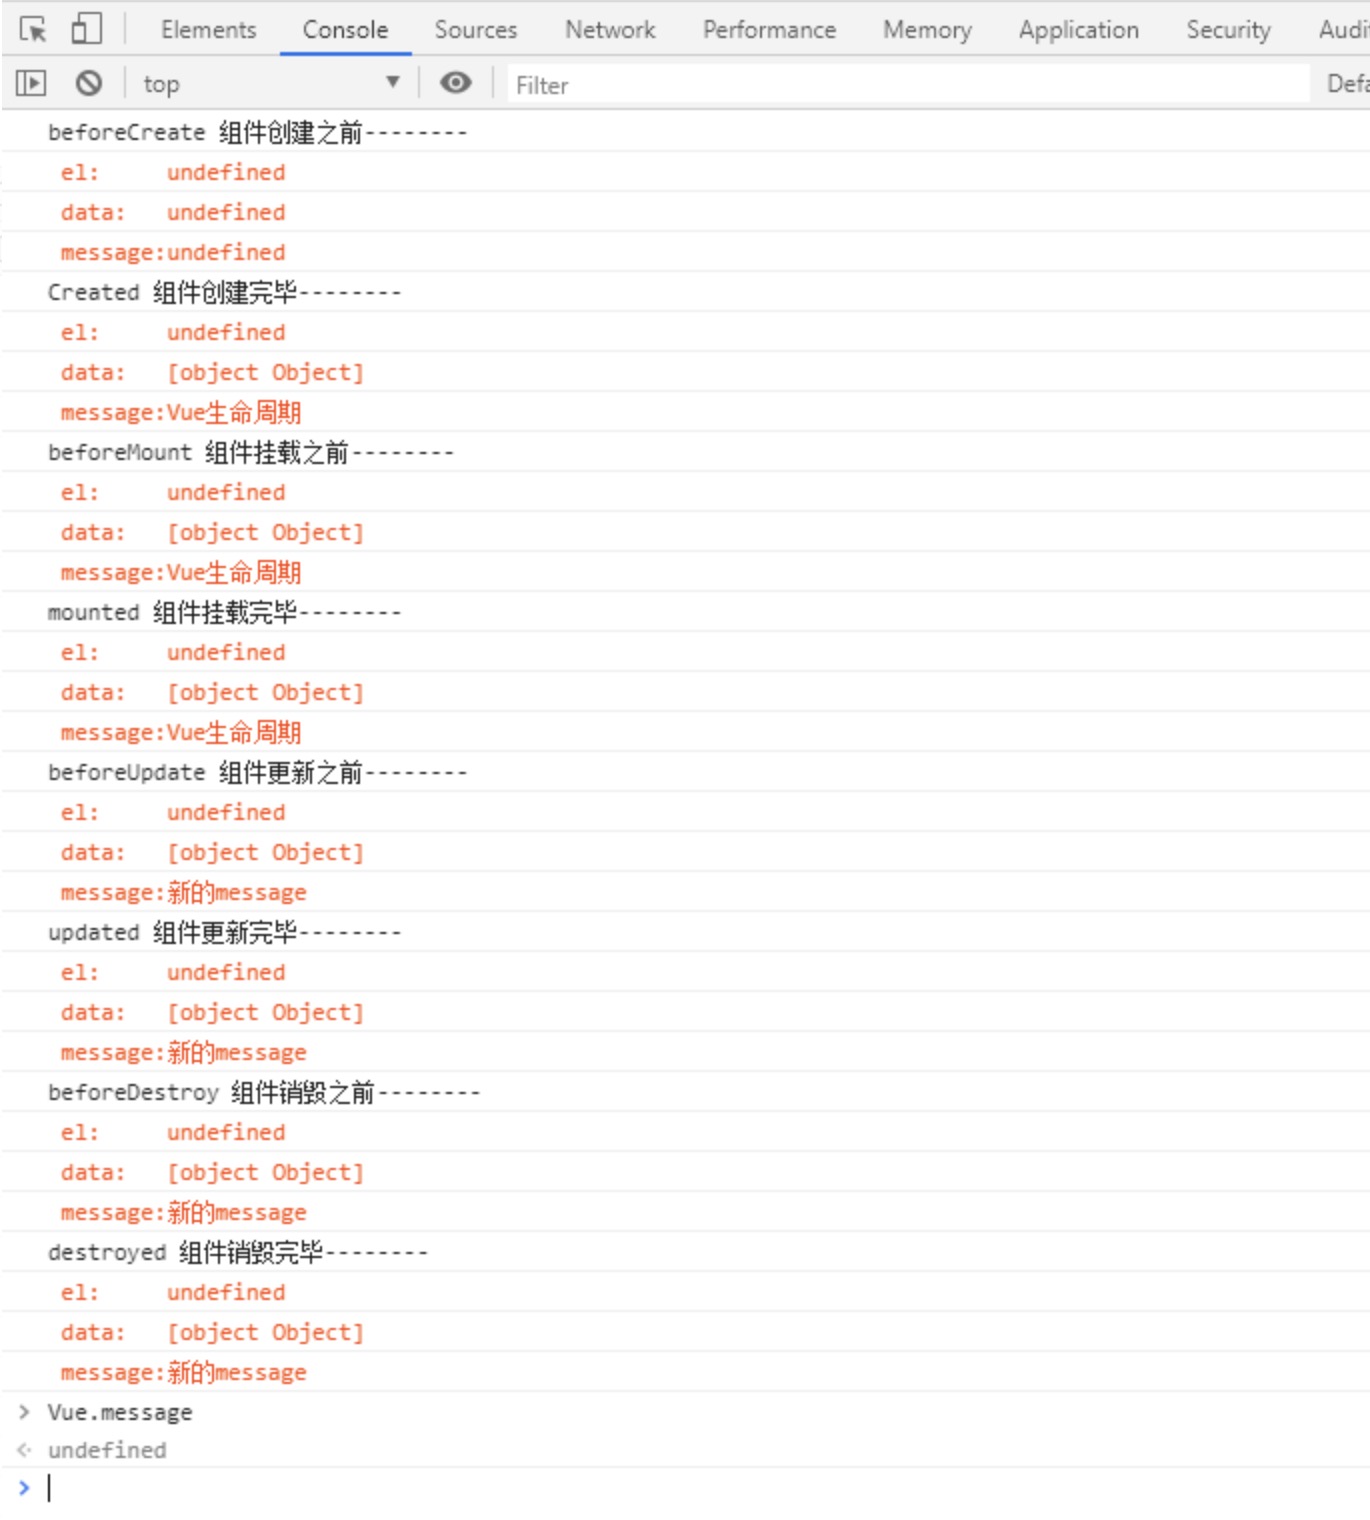 Elements Console Sources Network Performance Memory Application Security Audi
top Filter Defa
beforeCreate 组件创建之前--------
el: undefined
data: undefined
message:undefined
Created 组件创建完毕--------
el: undefined
data: [object Object]
message:Vue生命周期
beforeMount 组件挂载之前--------
el: undefined
data: [object Object]
message:Vue生命周期
mounted 组件挂载完毕--------
el: undefined
data: [object Object]
message:Vue生命周期
beforeUpdate 组件更新之前--------
el: undefined
data: [object Object]
message:新的message
updated 组件更新完毕--------
el: undefined
data: [object Object]
message:新的message
beforeDestroy 组件销毁之前--------
el: undefined
data: [object Object]
message:新的message
destroyed 组件销毁完毕--------
el: undefined
data: [object Object]
message:新的message
Vue.message
undefined